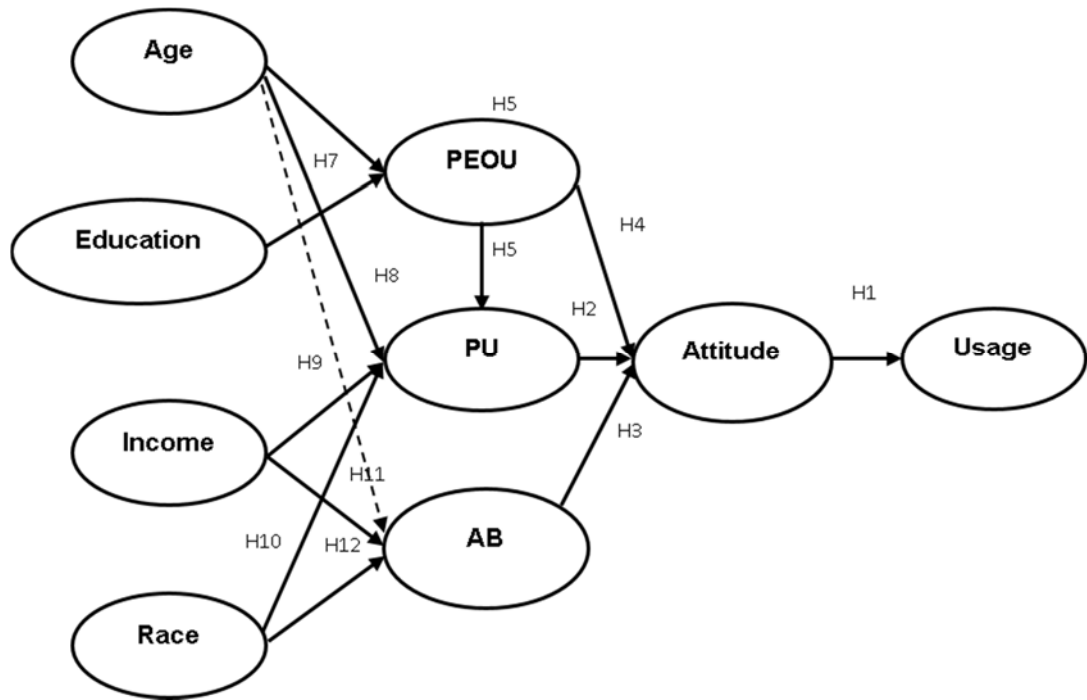 Age
H5
PEOU
H7
Education
H4
H5
H8
H1
H2
PU
Attitude
Usage
H9
Income
H3
H11
AB
H10
H12
Race